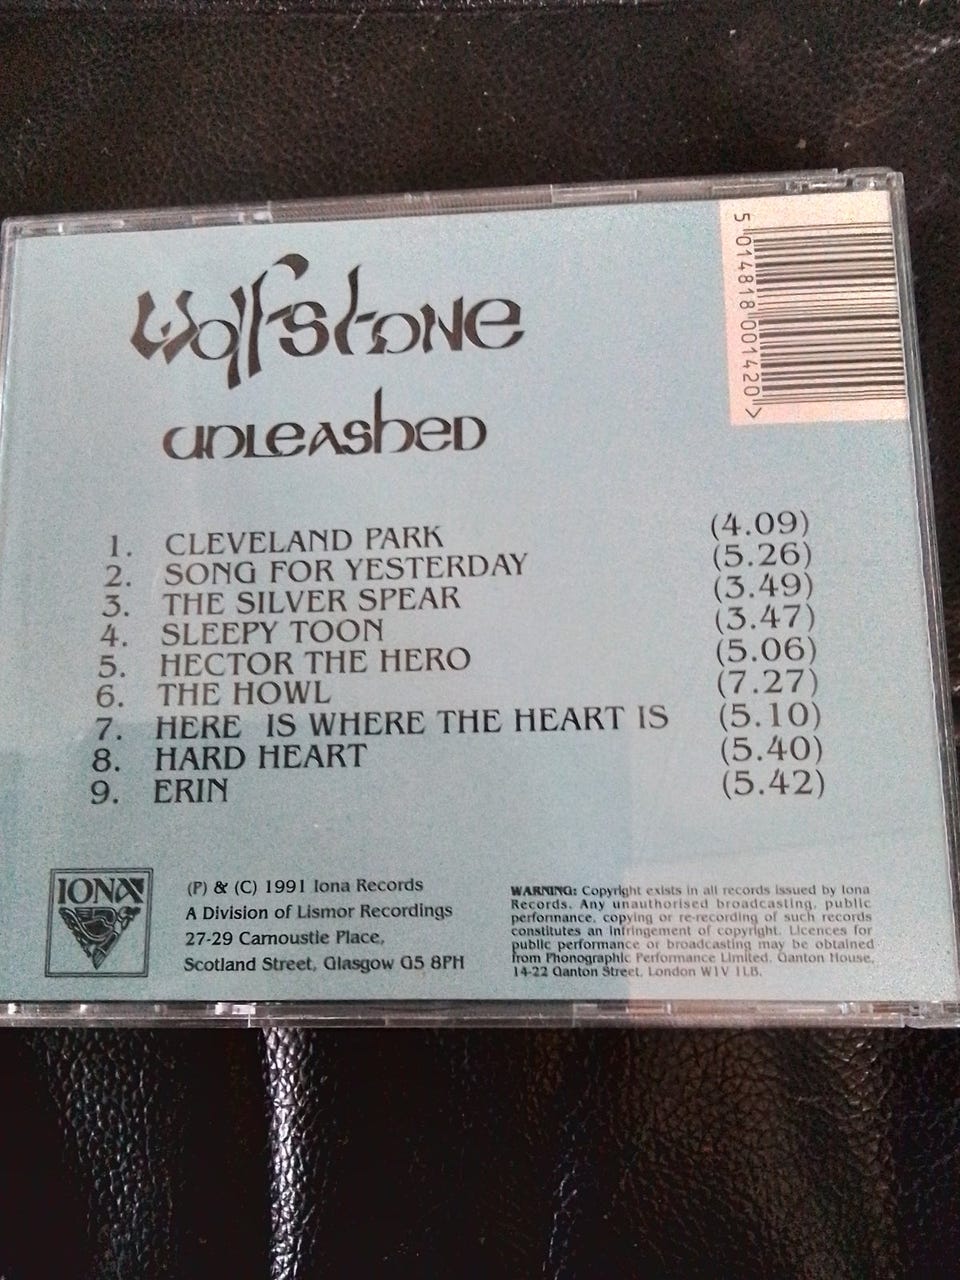 Wolfstone
unleashed
5 014818 001420 >
1. CLEVELAND PARK (4.09)
2. SONG FOR YESTERDAY (5.26)
3. THE SILVER SPEAR (3.49)
4. SLEEPY TOON (3.47)
5. HECTOR THE HERO (5.06)
6. THE HOWL (7.27)
7. HERE IS WHERE THE HEART IS (5.10)
8. HARD HEART (5.40)
9. ERIN (5.42)
IONA
(P) & (C) 1991 Iona Records
A Division of Lismor Recordings
27-29 Carnoustie Place,
Scotland Street, Glasgow G5 8PH
WARNING: Copyright exists in all records issued by Iona
Records. Any unauthorised broadcasting, public
performance, copying or re-recording of such records
constitutes an infringement of copyright. Licences for
public performance or broadcasting may be obtained
from Phonographic Performance Limited, Ganton House,
14-22 Ganton Street, London W1V 1LB.